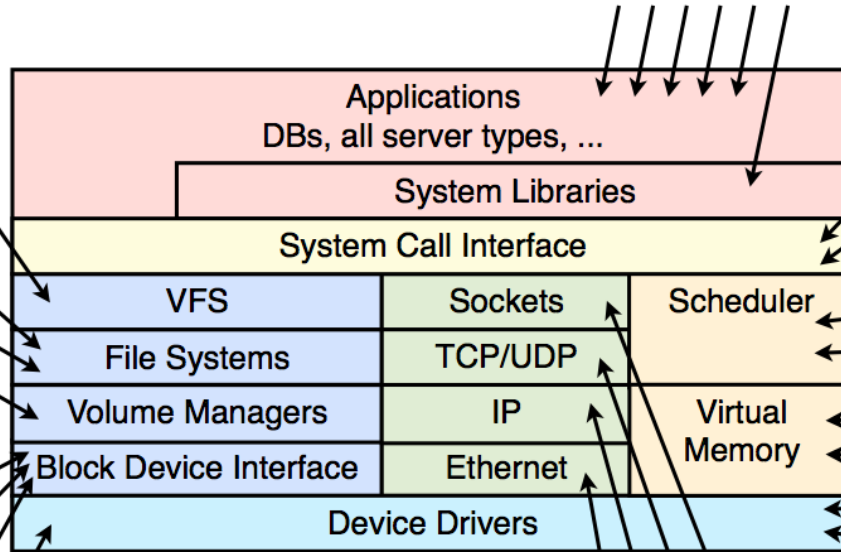 Applications
DBs, all server types, ...
System Libraries
System Call Interface
VFS
Sockets
Scheduler
File Systems
TCP/UDP
Volume Managers
IP
Virtual
Memory
Block Device Interface
Ethernet
Device Drivers